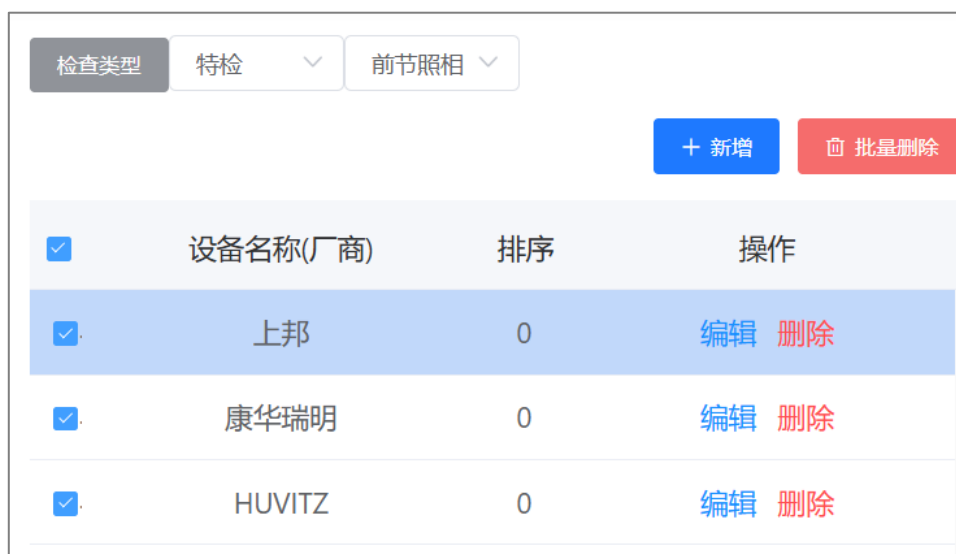 检查类型 特检 前节照相
新增 批量删除
设备名称(厂商) 排序 操作
上邦 0 编辑 删除
康华瑞明 0 编辑 删除
HUVITZ 0 编辑 删除